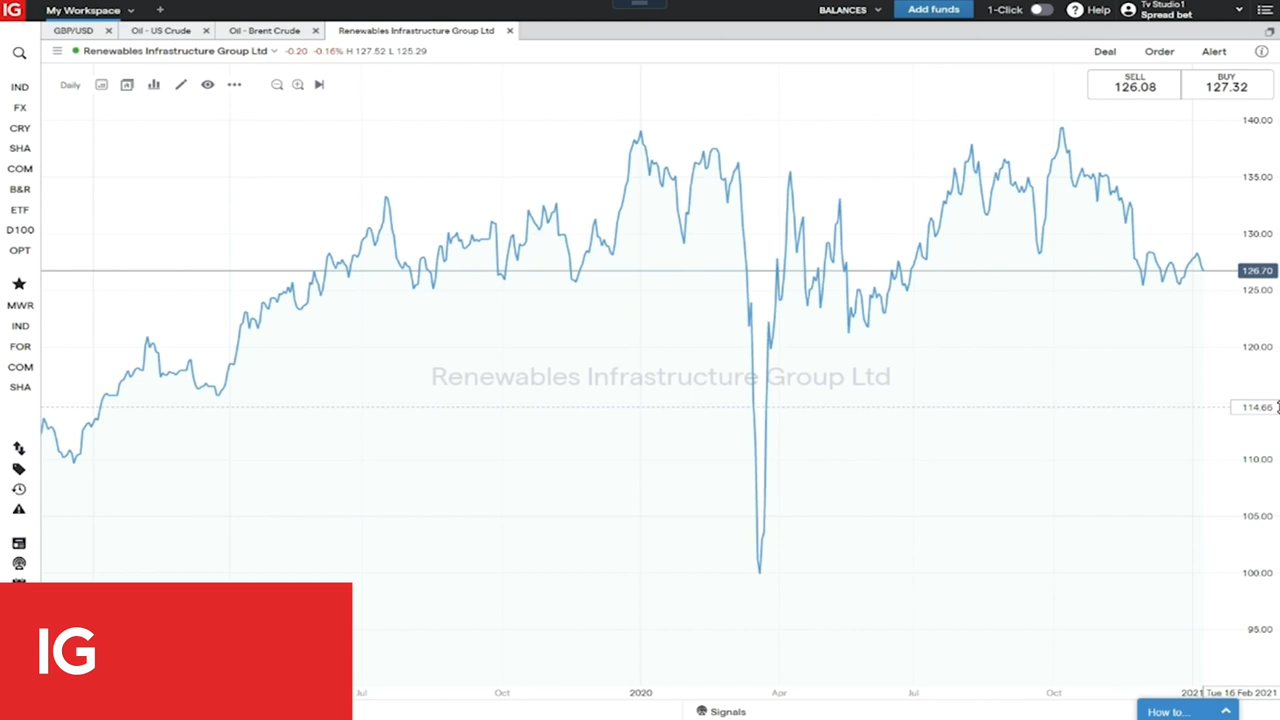 IG
My Workspace
BALANCES
Add funds
1-Click
Help
Tv Studio1
Spread bet
GBP/USD
Oil - US Crude
Oil - Brent Crude
Renewables Infrastructure Group Ltd
Renewables Infrastructure Group Ltd -0.20 -0.16% H 127.52 L 125.29
Deal Order Alert
Daily
SELL
126.08
BUY
127.32
IND
FX
CRY
SHA
COM
B&R
ETF
D100
OPT
MWR
IND
FOR
COM
SHA
140.00
135.00
130.00
126.70
125.00
120.00
114.66
110.00
105.00
100.00
95.00
Renewables Infrastructure Group Ltd
IG
Jul Oct 2020 Apr Jul Oct 2021 Tue 16 Feb 2021
Signals
How to...